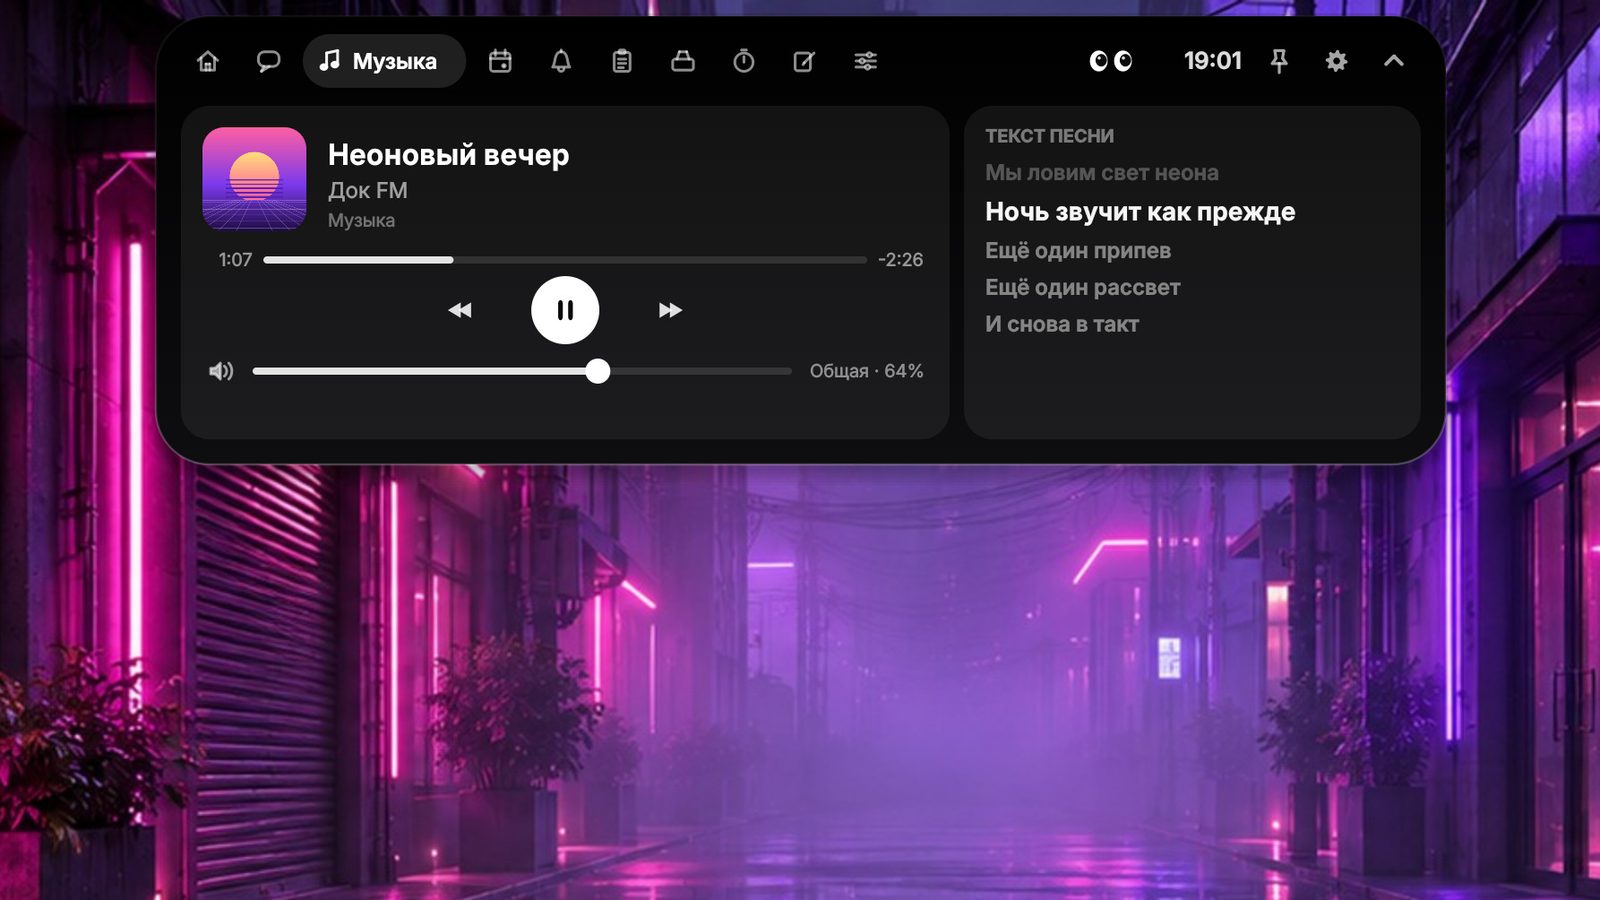 Музыка
19:01
Неоновый вечер
Док FM
Музыка
1:07
-2:26
Общая · 64%
ТЕКСТ ПЕСНИ
Мы ловим свет неона
Ночь звучит как прежде
Ещё один припев
Ещё один рассвет
И снова в такт